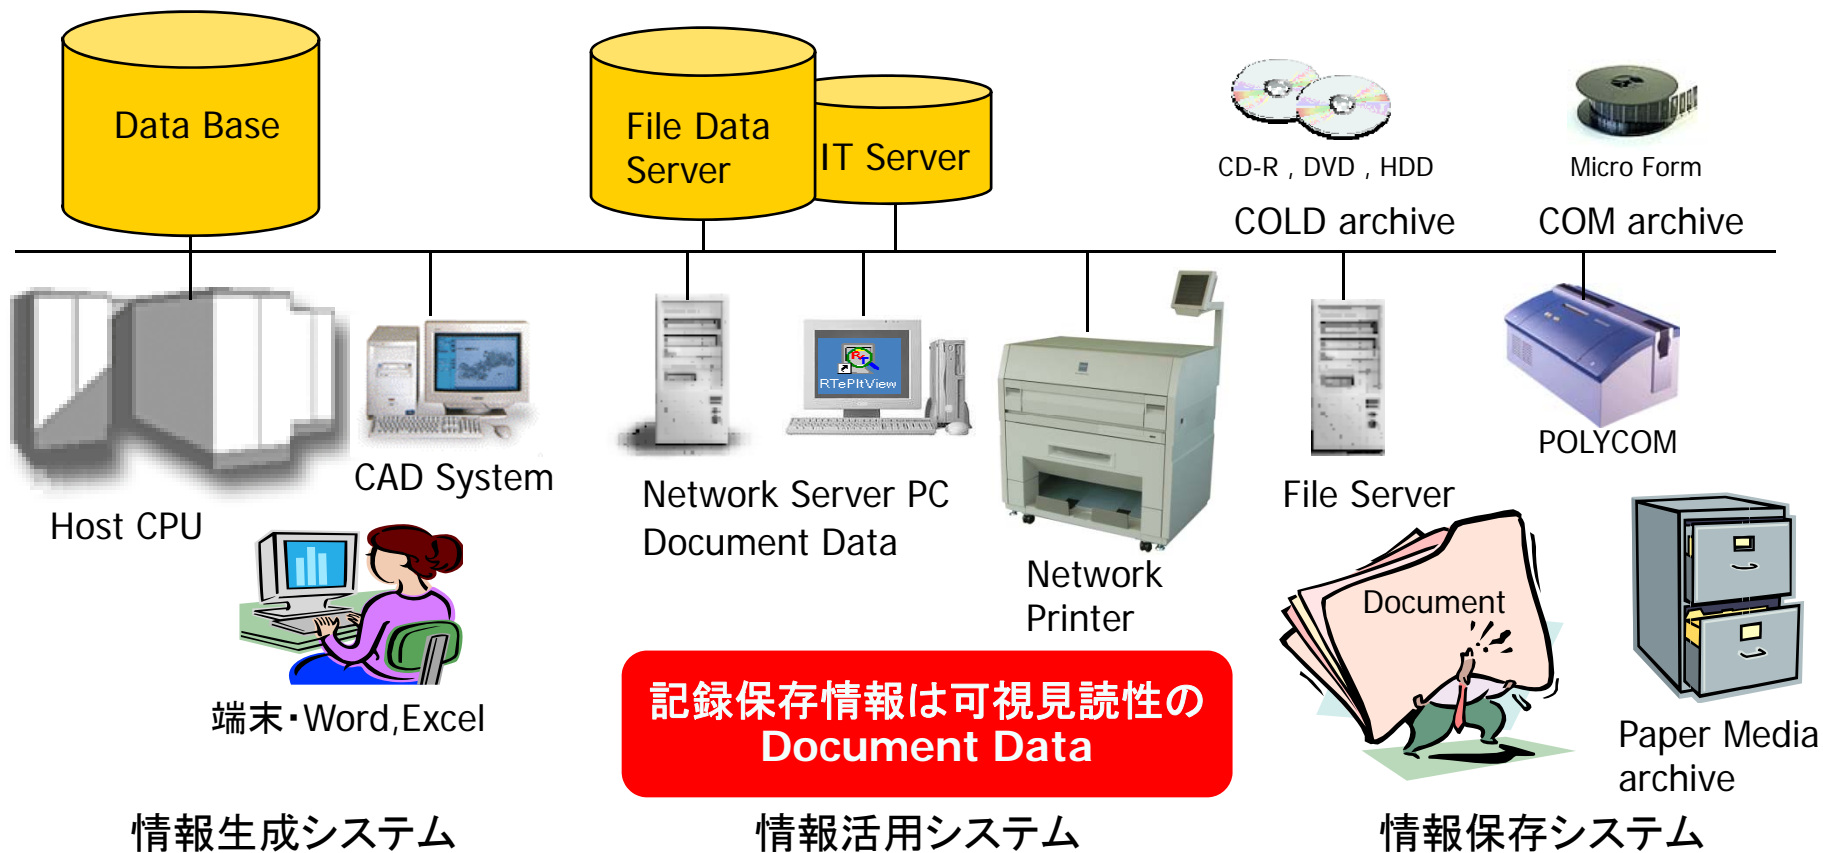 Data Base
File Data
Server
IT Server
CD-R , DVD , HDD
Micro Form
COLD archive
COM archive
RTePltView
POLYCOM
CAD System
Network Server PC
Document Data
File Server
Host CPU
Network
Printer
Document
端末・Word,Excel
記録保存情報は可視見読性の
Document Data
Paper Media
archive
情報生成システム
情報活用システム
情報保存システム